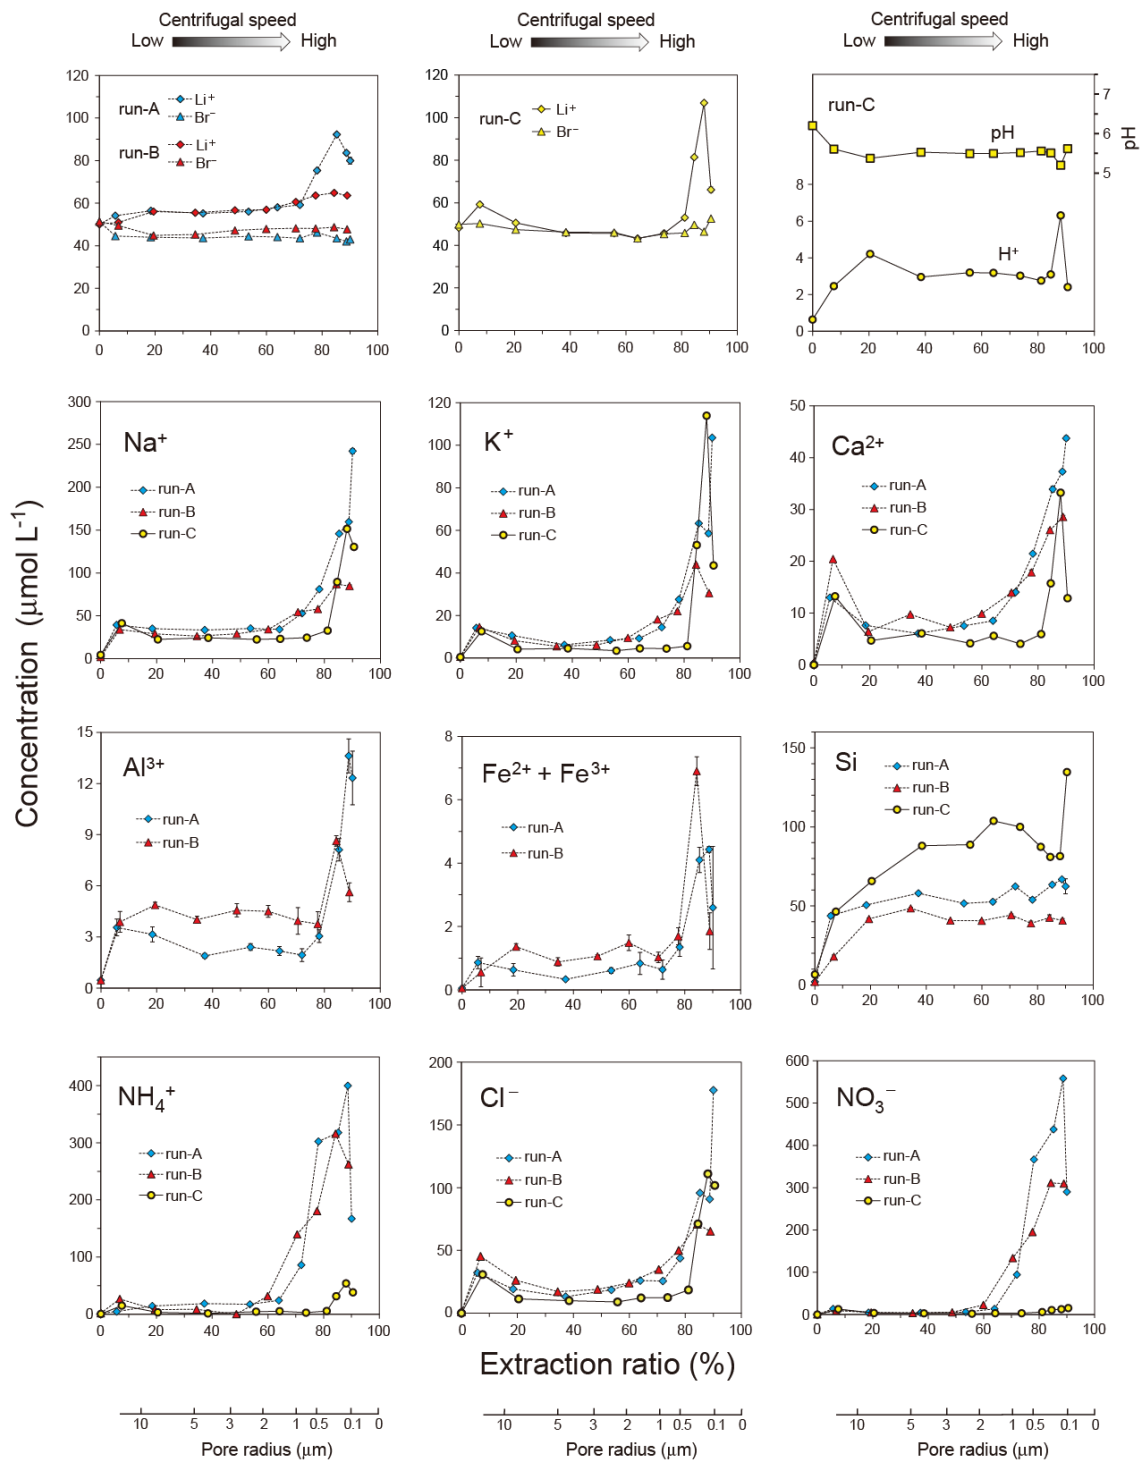 Centrifugal speed
Low High
Centrifugal speed
Low High
Centrifugal speed
Low High
120
100
80
60
40
20
0
0 20 40 60 80 100
run-A
Li⁺
Br⁻
run-B
Li⁺
Br⁻
120
100
80
60
40
20
0
0 20 40 60 80 100
run-C
Li⁺
Br⁻
8
6
4
2
0
0 20 40 60 80 100
run-C
pH
H⁺
7
6
5
pH
Concentration (μmol L⁻¹)
300
250
200
150
100
50
0
0 20 40 60 80 100
Na⁺
run-A
run-B
run-C
120
100
80
60
40
20
0
0 20 40 60 80 100
K⁺
run-A
run-B
run-C
50
40
30
20
10
0
0 20 40 60 80 100
Ca²⁺
run-A
run-B
run-C
15
12
9
6
3
0
0 20 40 60 80 100
Al³⁺
run-A
run-B
8
6
4
2
0
0 20 40 60 80 100
Fe²⁺ + Fe³⁺
run-A
run-B
150
100
50
0
0 20 40 60 80 100
Si
run-A
run-B
run-C
400
300
200
100
0
0 20 40 60 80 100
NH₄⁺
run-A
run-B
run-C
200
150
100
50
0
0 20 40 60 80 100
Cl⁻
run-A
run-B
run-C
600
500
400
300
200
100
0
0 20 40 60 80 100
NO₃⁻
run-A
run-B
run-C
Extraction ratio (%)
10 5 3 2 1 0.5 0.1 0
Pore radius (μm)
10 5 3 2 1 0.5 0.1 0
Pore radius (μm)
10 5 3 2 1 0.5 0.1 0
Pore radius (μm)